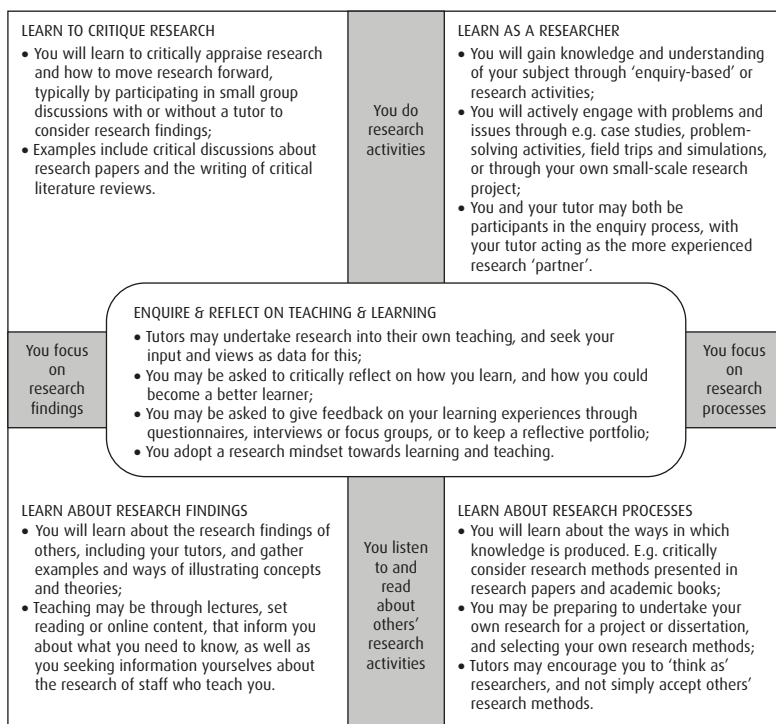 LEARN TO CRITIQUE RESEARCH
• You will learn to critically appraise research
and how to move research forward,
typically by participating in small group
discussions with or without a tutor to
consider research findings;
• Examples include critical discussions about
research papers and the writing of critical
literature reviews.
You do
research
activities
LEARN AS A RESEARCHER
• You will gain knowledge and understanding
of your subject through ‘enquiry-based’ or
research activities;
• You will actively engage with problems and
issues through e.g. case studies, problem-
solving activities, field trips and simulations,
or through your own small-scale research
project;
• You and your tutor may both be
participants in the enquiry process, with
your tutor acting as the more experienced
research ‘partner’.
You focus
on
research
findings
ENQUIRE & REFLECT ON TEACHING & LEARNING
• Tutors may undertake research into their own teaching, and seek your
input and views as data for this;
• You may be asked to critically reflect on how you learn, and how you could
become a better learner;
• You may be asked to give feedback on your learning experiences through
questionnaires, interviews or focus groups, or to keep a reflective portfolio;
• You adopt a research mindset towards learning and teaching.
You focus
on
research
processes
LEARN ABOUT RESEARCH FINDINGS
• You will learn about the research findings of
others, including your tutors, and gather
examples and ways of illustrating concepts
and theories;
• Teaching may be through lectures, set
reading or online content, that inform you
about what you need to know, as well as
you seeking information yourselves about
the research of staff who teach you.
You listen
to and
read
about
others’
research
activities
LEARN ABOUT RESEARCH PROCESSES
• You will learn about the ways in which
knowledge is produced. E.g. critically
consider research methods presented in
research papers and academic books;
• You may be preparing to undertake your
own research for a project or dissertation,
and selecting your own research methods;
• Tutors may encourage you to ‘think as’
researchers, and not simply accept others’
research methods.